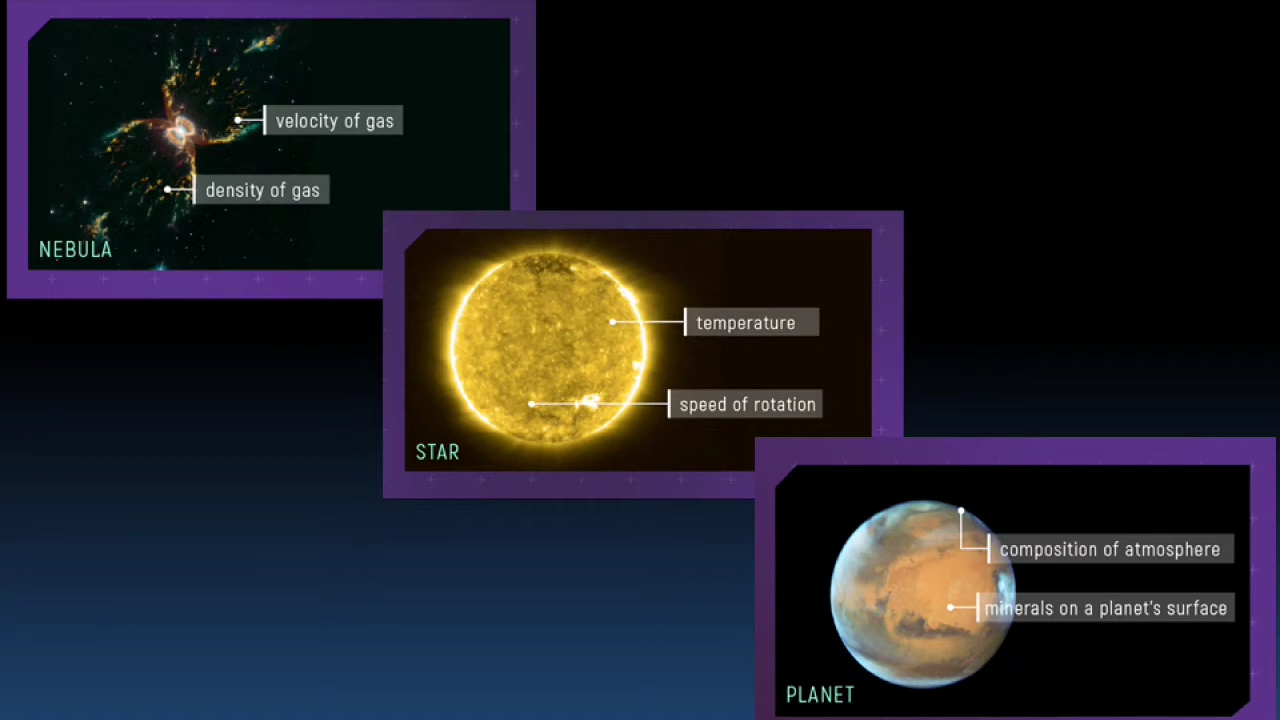 velocity of gas
density of gas
NEBULA
temperature
speed of rotation
STAR
composition of atmosphere
minerals on a planet's surface
PLANET